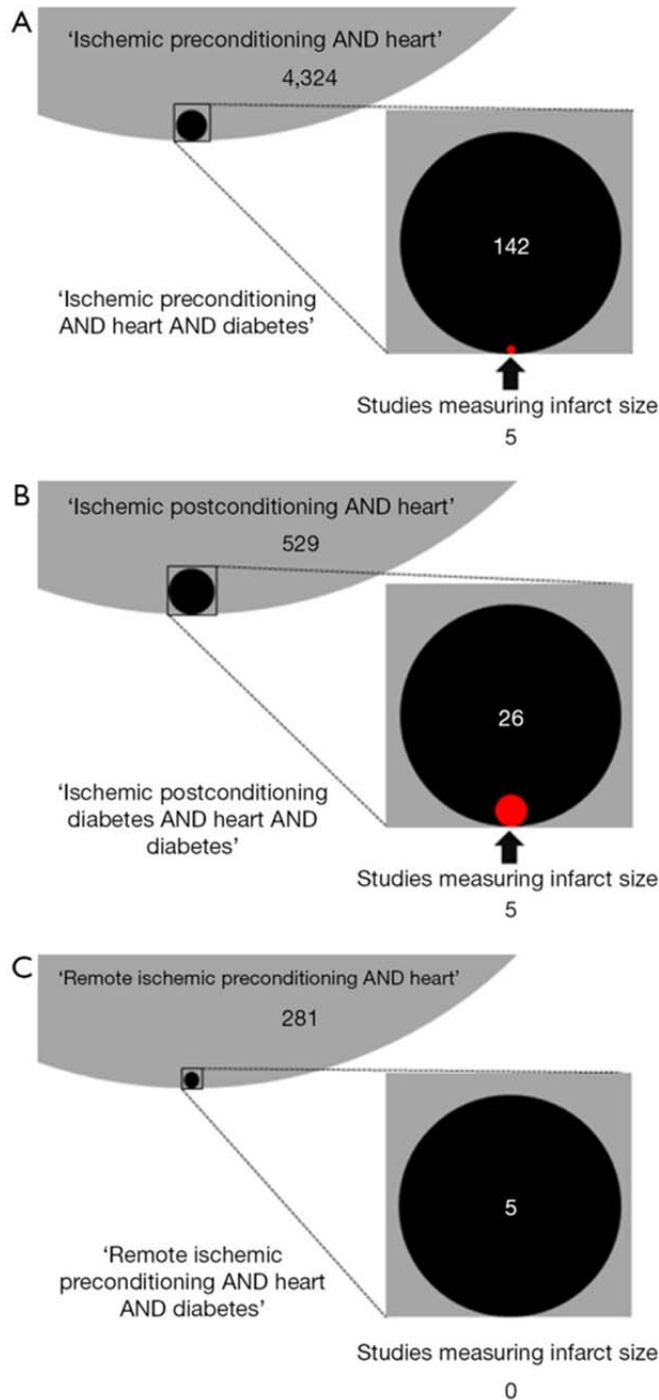 A
‘Ischemic preconditioning AND heart’
4,324
142
‘Ischemic preconditioning
AND heart AND diabetes’
Studies measuring infarct size
5
B
‘Ischemic postconditioning AND heart’
529
26
‘Ischemic postconditioning
diabetes AND heart AND
diabetes’
Studies measuring infarct size
5
C
‘Remote ischemic preconditioning AND heart’
281
5
‘Remote ischemic
preconditioning AND heart
AND diabetes’
Studies measuring infarct size
0